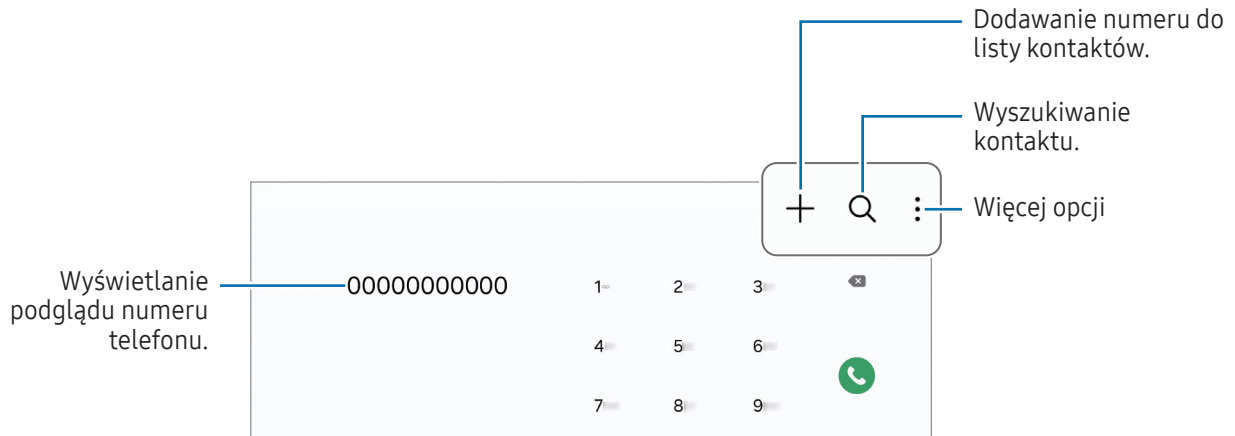 Dodawanie numeru do
listy kontaktów.
Wyszukiwanie
kontaktu.
Więcej opcji
Wyświetlanie
podglądu numeru
telefonu.
00000000000
1 2 3
4 5 6
7 8 9